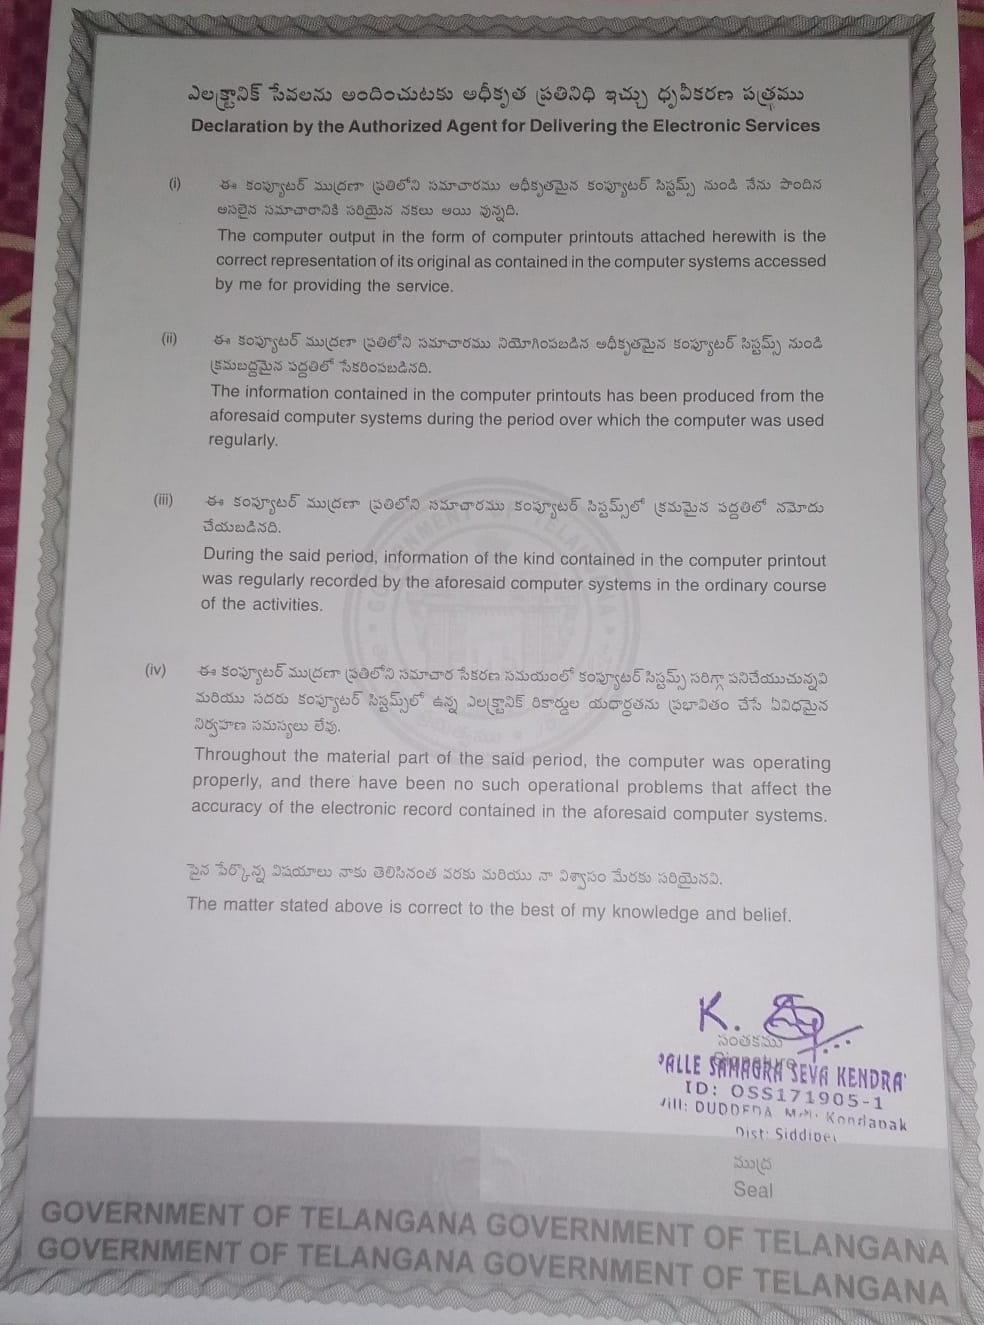 ఎలక్ట్రానిక్ సేవలను అందించుటకు అధీకృత ప్రతినిధి ఇచ్చు ధృవీకరణ పత్రము
Declaration by the Authorized Agent for Delivering the Electronic Services
(i) ఈ కంప్యూటర్ ముద్రణా ప్రతిలోని సమాచారము అధీకృతమైన కంప్యూటర్ సిస్టమ్స్ నుండి నేను పొందిన
అసలైన సమాచారానికి సరియైన నకలు అయి వున్నది.
The computer output in the form of computer printouts attached herewith is the
correct representation of its original as contained in the computer systems accessed
by me for providing the service.
(ii) ఈ కంప్యూటర్ ముద్రణా ప్రతిలోని సమాచారము నియోగింపబడిన అధీకృతమైన కంప్యూటర్ సిస్టమ్స్ నుండి
క్రమబద్దమైన పద్దతిలో సేకరింపబడినది.
The information contained in the computer printouts has been produced from the
aforesaid computer systems during the period over which the computer was used
regularly.
(iii) ఈ కంప్యూటర్ ముద్రణా ప్రతిలోని సమాచారము కంప్యూటర్ సిస్టమ్స్‌లో క్రమమైన పద్దతిలో నమోదు
చేయబడినది.
During the said period, information of the kind contained in the computer printout
was regularly recorded by the aforesaid computer systems in the ordinary course
of the activities.
(iv) ఈ కంప్యూటర్ ముద్రణా ప్రతిలోని సమాచార సేకరణ సమయంలో కంప్యూటర్ సిస్టమ్స్ సరిగ్గా పనిచేయుచున్నవి
మరియు సదరు కంప్యూటర్ సిస్టమ్స్‌లో ఉన్న ఎలక్ట్రానిక్ రికార్డుల యధార్ధతను ప్రభావితం చేసే ఏవిధమైన
నిర్వహణ సమస్యలు లేవు.
Throughout the material part of the said period, the computer was operating
properly, and there have been no such operational problems that affect the
accuracy of the electronic record contained in the aforesaid computer systems.
పైన పేర్కొన్న విషయాలు నాకు తెలిసినంత వరకు మరియు నా విశ్వాసం మేరకు సరియైనవి.
The matter stated above is correct to the best of my knowledge and belief.
K.
సంతకము
Signature
PALLE SAMAGRA SEVA KENDRA
ID: OSS171905-1
Vill: DUDDEDA Mdl: Kondapak
Dist: Siddipet
ముద్ర
Seal
GOVERNMENT OF TELANGANA GOVERNMENT OF TELANGANA
GOVERNMENT OF TELANGANA GOVERNMENT OF TELANGANA